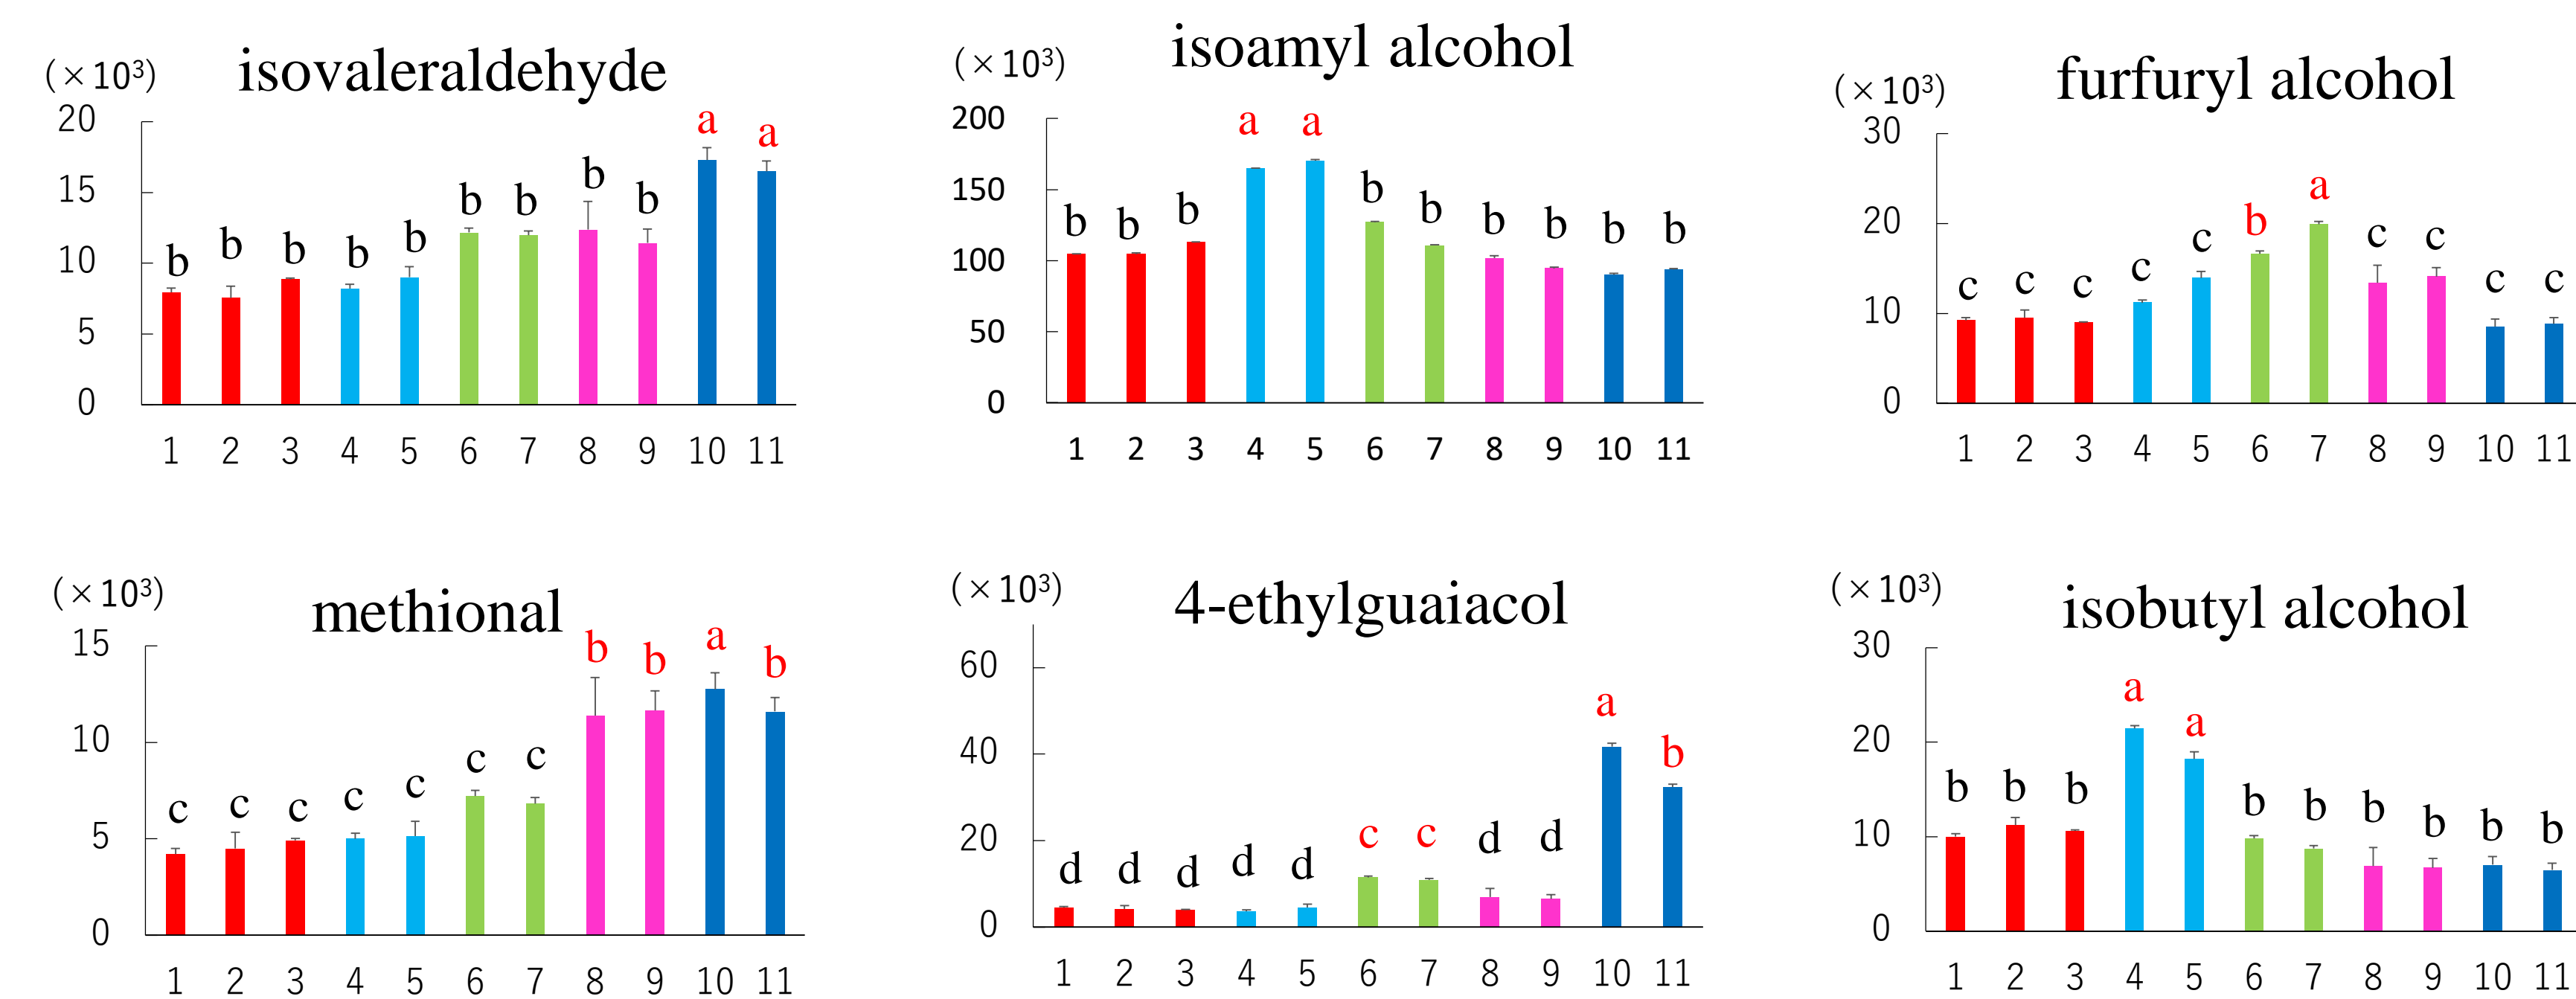 isovaleraldehyde
(×10³)
20
15
10
5
0
b b b b b b b b b a a
1 2 3 4 5 6 7 8 9 10 11
isoamyl alcohol
(×10³)
200
150
100
50
0
b b b a a b b b b b b
1 2 3 4 5 6 7 8 9 10 11
furfuryl alcohol
(×10³)
30
20
10
0
c c c c c b a c c c c
1 2 3 4 5 6 7 8 9 10 11
methional
(×10³)
15
10
5
0
c c c c c c c b b a b
1 2 3 4 5 6 7 8 9 10 11
4-ethylguaiacol
(×10³)
60
40
20
0
d d d d d c c d d a b
1 2 3 4 5 6 7 8 9 10 11
isobutyl alcohol
(×10³)
30
20
10
0
b b b a a b b b b b b
1 2 3 4 5 6 7 8 9 10 11